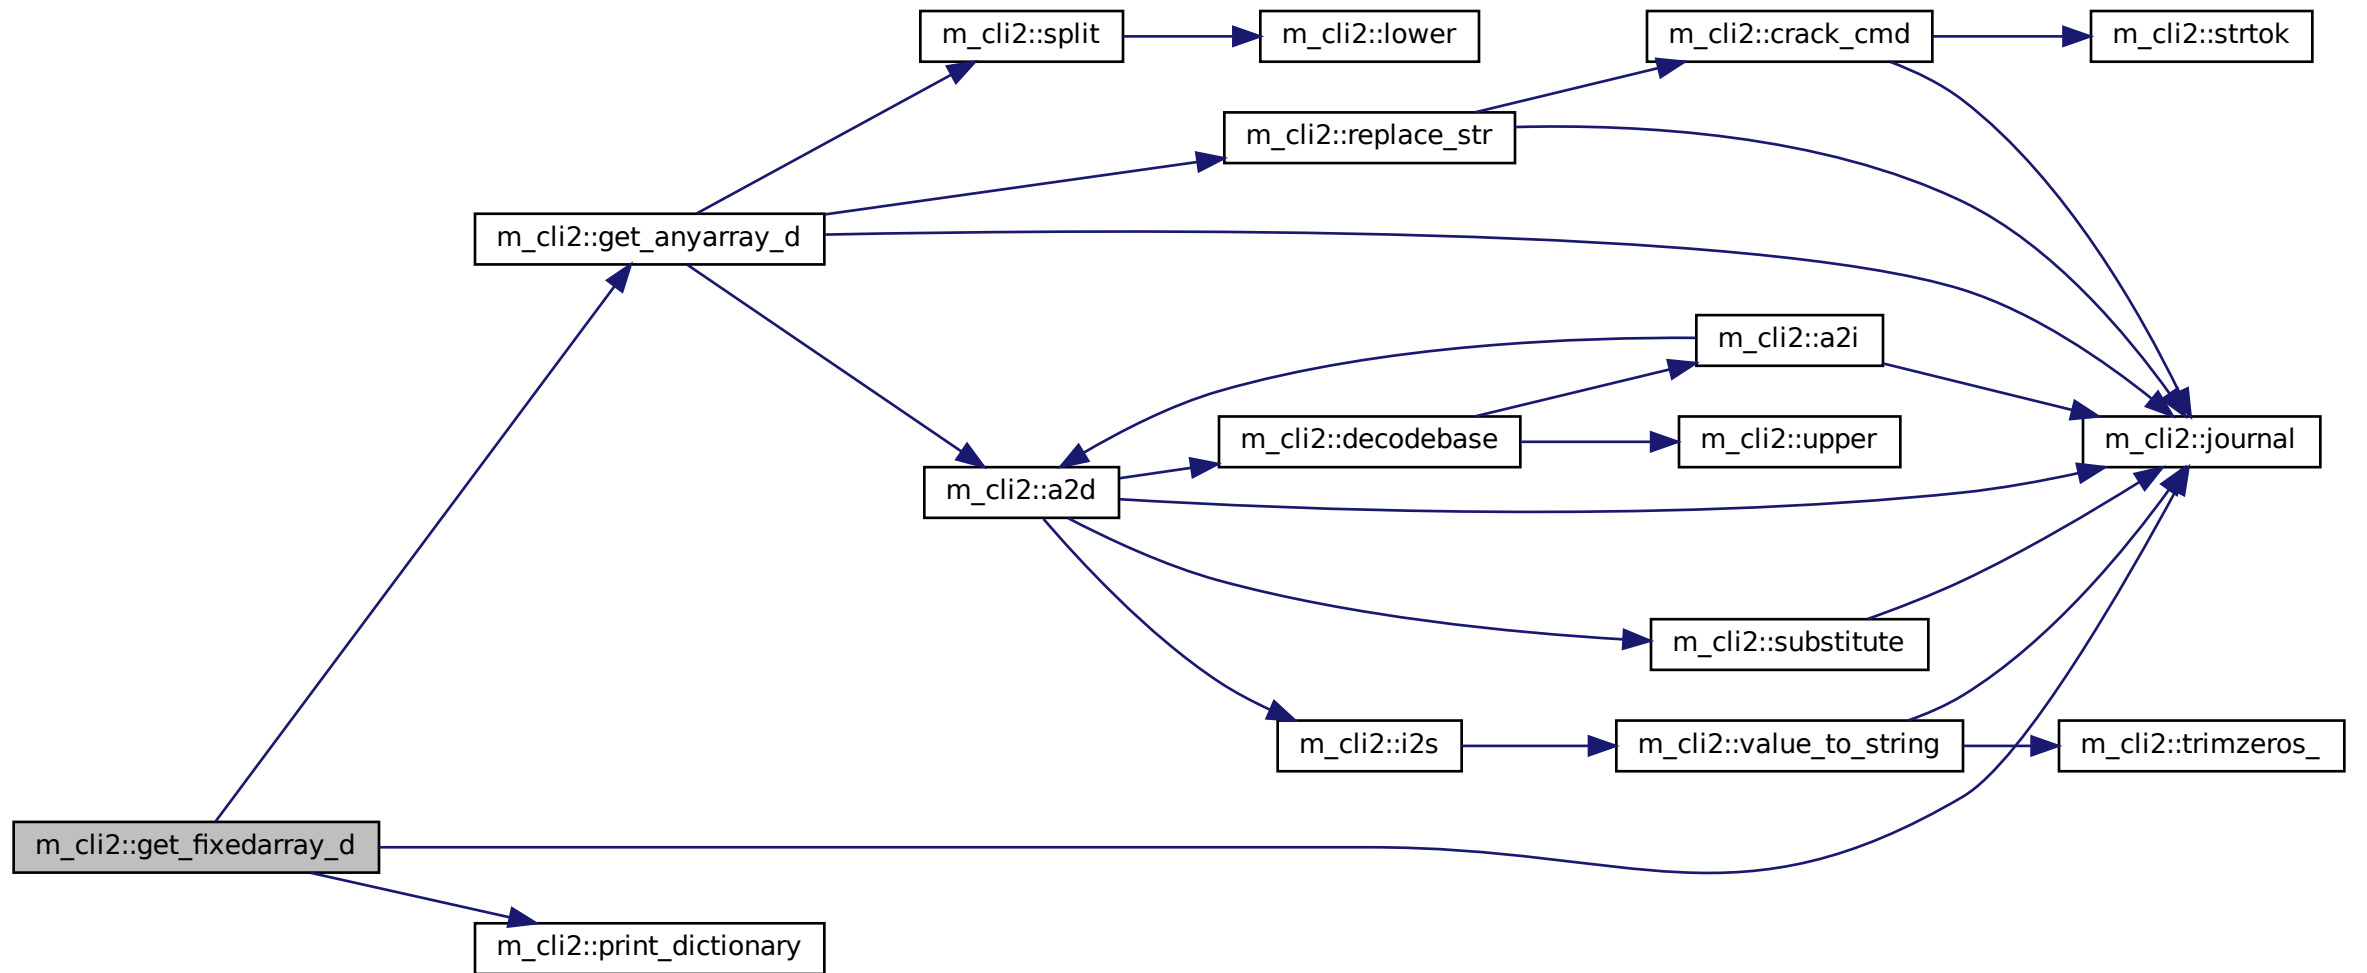 m_cli2::split
m_cli2::lower
m_cli2::crack_cmd
m_cli2::strtok
m_cli2::replace_str
m_cli2::get_anyarray_d
m_cli2::a2i
m_cli2::decodebase
m_cli2::upper
m_cli2::journal
m_cli2::a2d
m_cli2::substitute
m_cli2::i2s
m_cli2::value_to_string
m_cli2::trimzeros_
m_cli2::get_fixedarray_d
m_cli2::print_dictionary